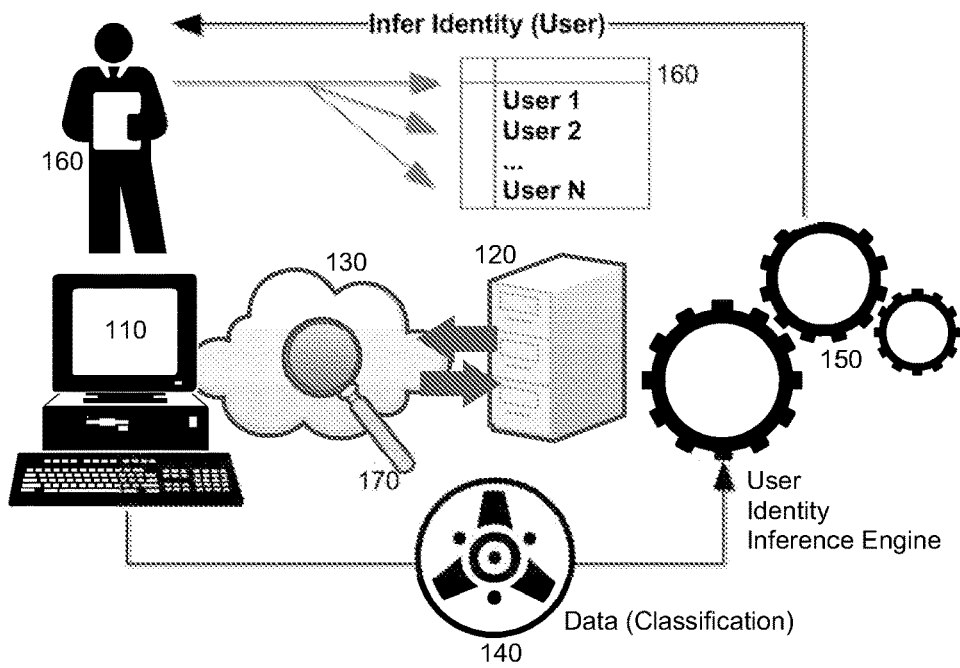 Infer Identity (User)
160
User 1
User 2
...
User N
160
130
120
110
150
170
User
Identity
Inference Engine
Data (Classification)
140